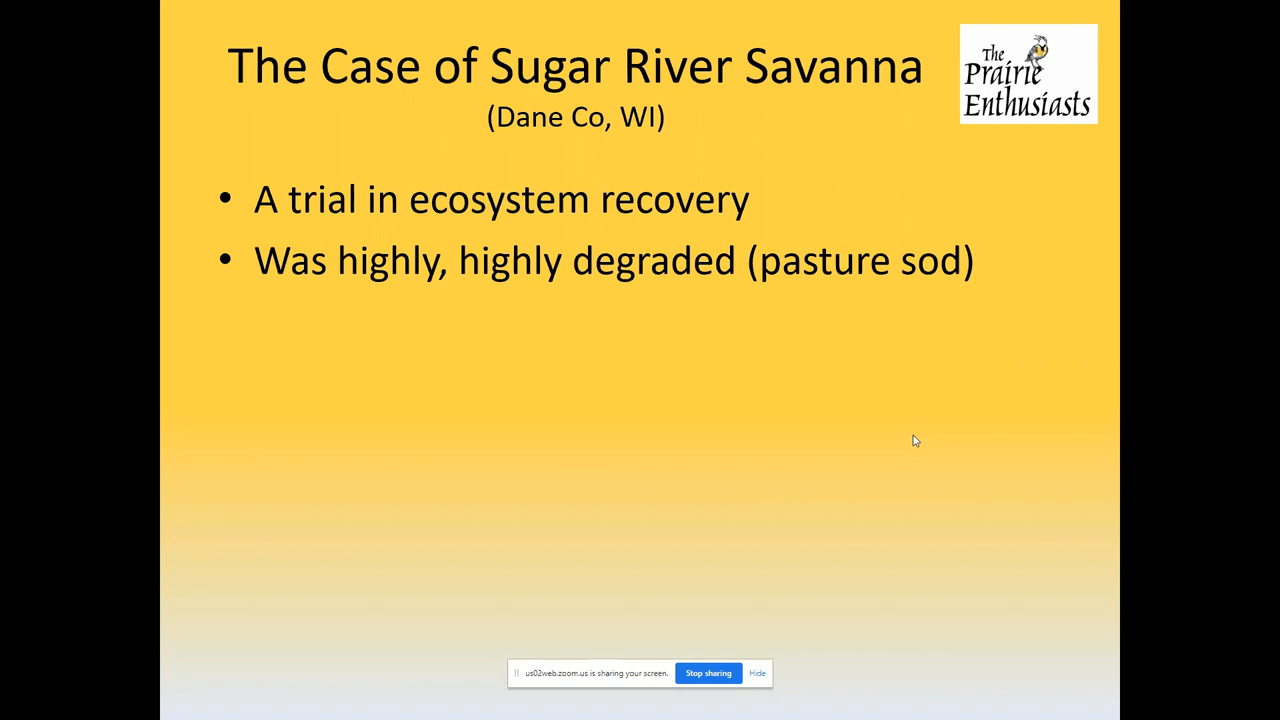 The Case of Sugar River Savanna
(Dane Co, WI)
The
Prairie
Enthusiasts
• A trial in ecosystem recovery
• Was highly, highly degraded (pasture sod)
us02web.zoom.us is sharing your screen. Stop sharing Hide